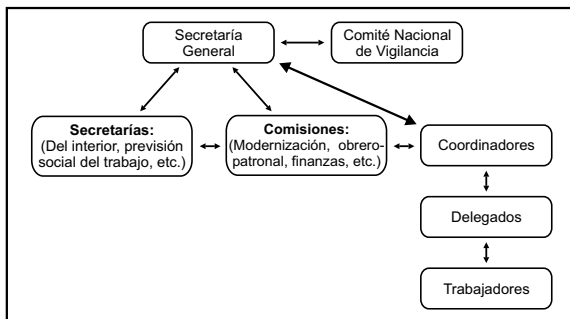 Secretaría
General
Comité Nacional
de Vigilancia
Secretarías:
(Del interior, previsión
social del trabajo, etc.)
Comisiones:
(Modernización, obrero-
patronal, finanzas, etc.)
Coordinadores
Delegados
Trabajadores